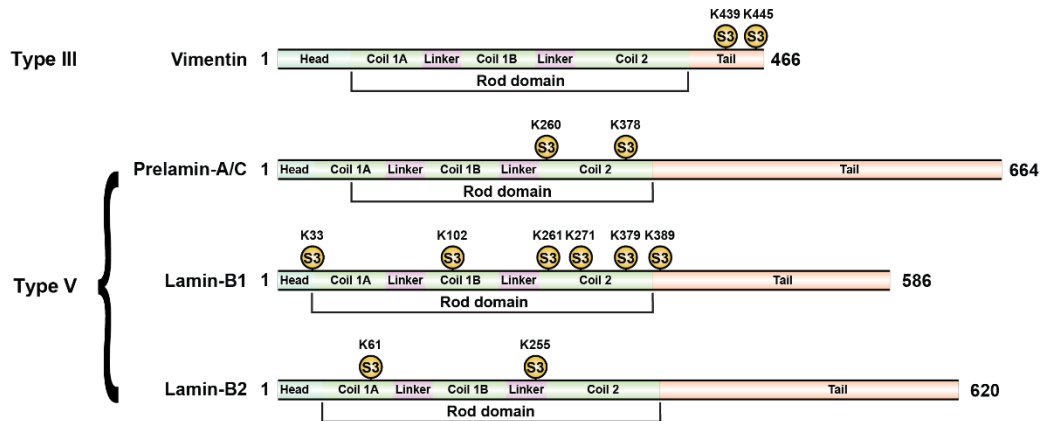 K439 K445
S3 S3
Type III Vimentin 1 Head Coil 1A Linker Coil 1B Linker Coil 2 Tail 466
Rod domain
K260 K378
S3 S3
Prelamin-A/C 1 Head Coil 1A Linker Coil 1B Linker Coil 2 Tail 664
Rod domain
K33 K102 K261 K271 K379 K389
S3 S3 S3 S3 S3 S3
Type V Lamin-B1 1 Head Coil 1A Linker Coil 1B Linker Coil 2 Tail 586
Rod domain
K61 K255
S3 S3
Lamin-B2 1 Head Coil 1A Linker Coil 1B Linker Coil 2 Tail 620
Rod domain